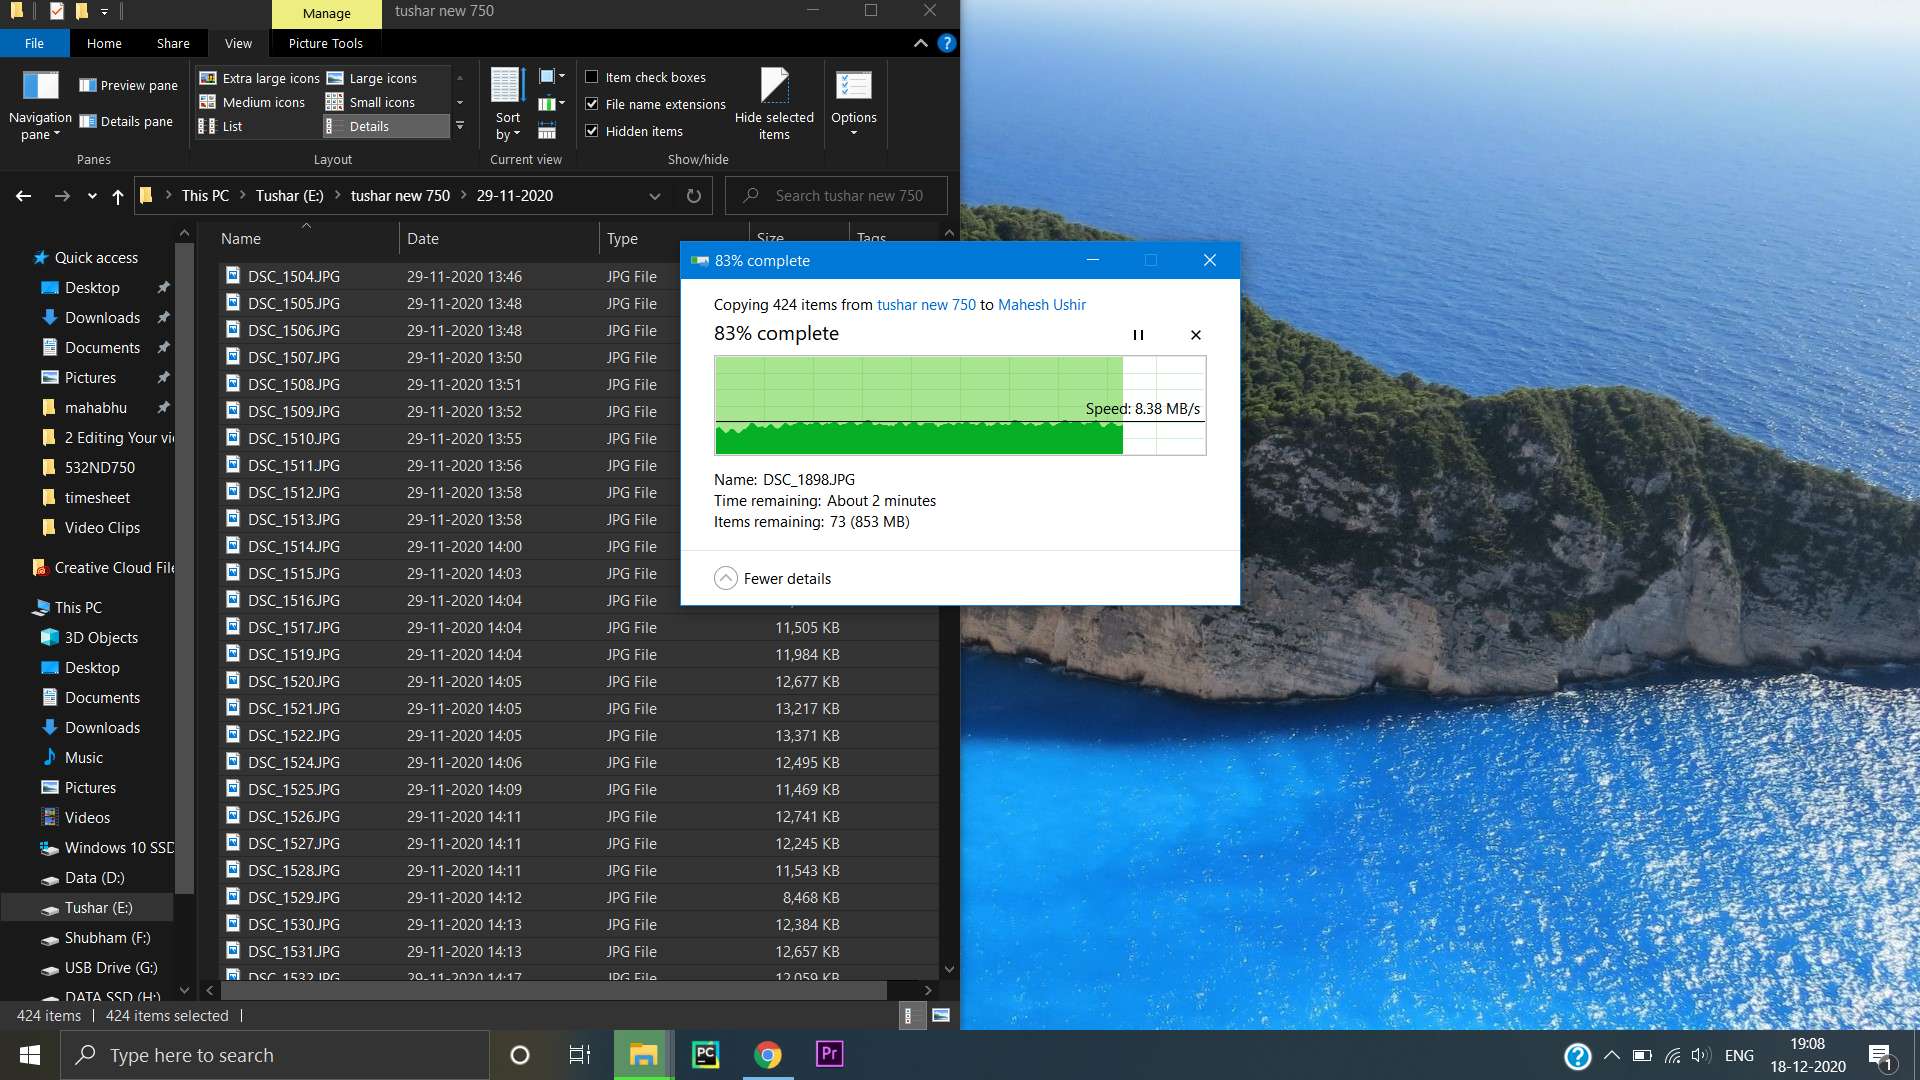 Manage
tushar new 750
File
Home
Share
View
Picture Tools
Navigation pane
Preview pane
Details pane
Panes
Extra large icons
Large icons
Medium icons
Small icons
List
Details
Layout
Sort by
Current view
Item check boxes
File name extensions
Hidden items
Hide selected items
Show/hide
Options
This PC
Tushar (E:)
tushar new 750
29-11-2020
Search tushar new 750
Quick access
Desktop
Downloads
Documents
Pictures
mahabhu
2 Editing Your vi
532ND750
timesheet
Video Clips
Creative Cloud File
This PC
3D Objects
Desktop
Documents
Downloads
Music
Pictures
Videos
Windows 10 SSD
Data (D:)
Tushar (E:)
Shubham (F:)
USB Drive (G:)
DATA SSD (H:)
Name Date Type Size Tags
DSC_1504.JPG 29-11-2020 13:46 JPG File
DSC_1505.JPG 29-11-2020 13:48 JPG File
DSC_1506.JPG 29-11-2020 13:48 JPG File
DSC_1507.JPG 29-11-2020 13:50 JPG File
DSC_1508.JPG 29-11-2020 13:51 JPG File
DSC_1509.JPG 29-11-2020 13:52 JPG File
DSC_1510.JPG 29-11-2020 13:55 JPG File
DSC_1511.JPG 29-11-2020 13:56 JPG File
DSC_1512.JPG 29-11-2020 13:58 JPG File
DSC_1513.JPG 29-11-2020 13:58 JPG File
DSC_1514.JPG 29-11-2020 14:00 JPG File
DSC_1515.JPG 29-11-2020 14:03 JPG File
DSC_1516.JPG 29-11-2020 14:04 JPG File
DSC_1517.JPG 29-11-2020 14:04 JPG File 11,505 KB
DSC_1519.JPG 29-11-2020 14:04 JPG File 11,984 KB
DSC_1520.JPG 29-11-2020 14:05 JPG File 12,677 KB
DSC_1521.JPG 29-11-2020 14:05 JPG File 13,217 KB
DSC_1522.JPG 29-11-2020 14:05 JPG File 13,371 KB
DSC_1524.JPG 29-11-2020 14:06 JPG File 12,495 KB
DSC_1525.JPG 29-11-2020 14:09 JPG File 11,469 KB
DSC_1526.JPG 29-11-2020 14:11 JPG File 12,741 KB
DSC_1527.JPG 29-11-2020 14:11 JPG File 12,245 KB
DSC_1528.JPG 29-11-2020 14:11 JPG File 11,543 KB
DSC_1529.JPG 29-11-2020 14:12 JPG File 8,468 KB
DSC_1530.JPG 29-11-2020 14:13 JPG File 12,384 KB
DSC_1531.JPG 29-11-2020 14:13 JPG File 12,657 KB
DSC_1532.JPG 29-11-2020 14:17 JPG File 12,059 KB
83% complete
Copying 424 items from tushar new 750 to Mahesh Ushir
83% complete
Speed: 8.38 MB/s
Name: DSC_1898.JPG
Time remaining: About 2 minutes
Items remaining: 73 (853 MB)
Fewer details
424 items
424 items selected
Type here to search
PC
Pr
ENG
19:08
18-12-2020
1